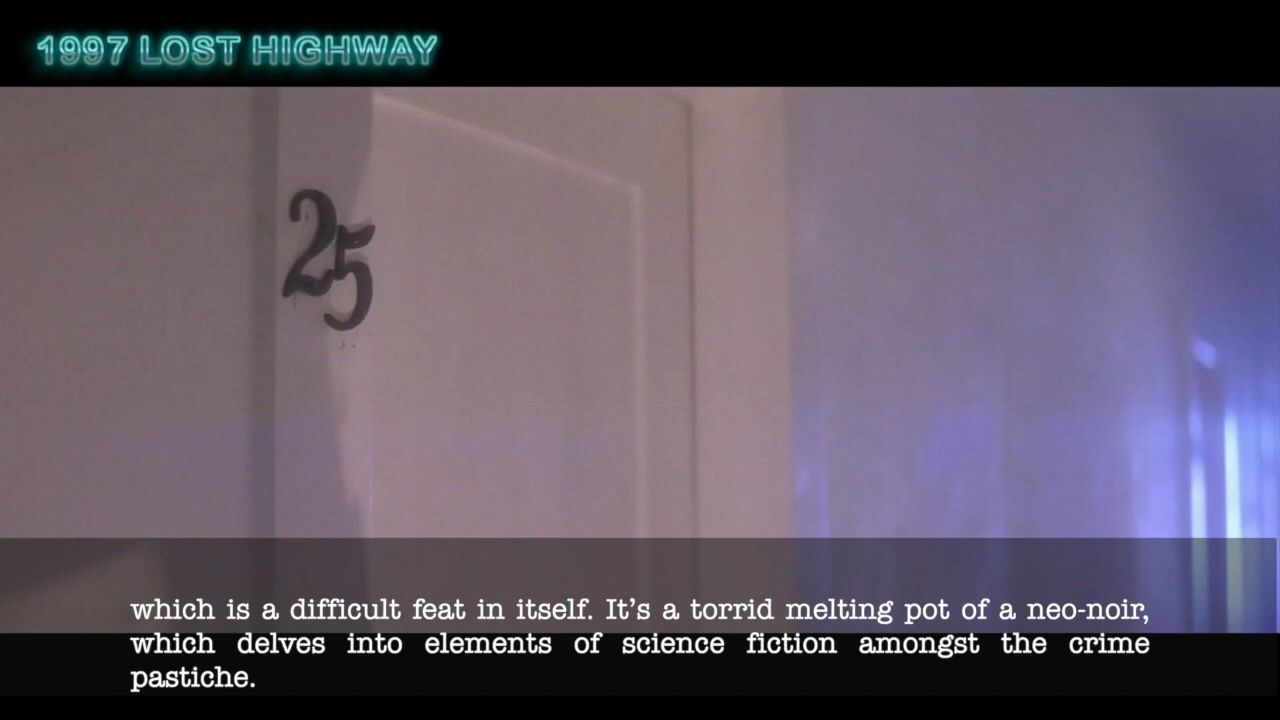 1997 LOST HIGHWAY
25
which is a difficult feat in itself. It's a torrid melting pot of a neo-noir,
which delves into elements of science fiction amongst the crime
pastiche.